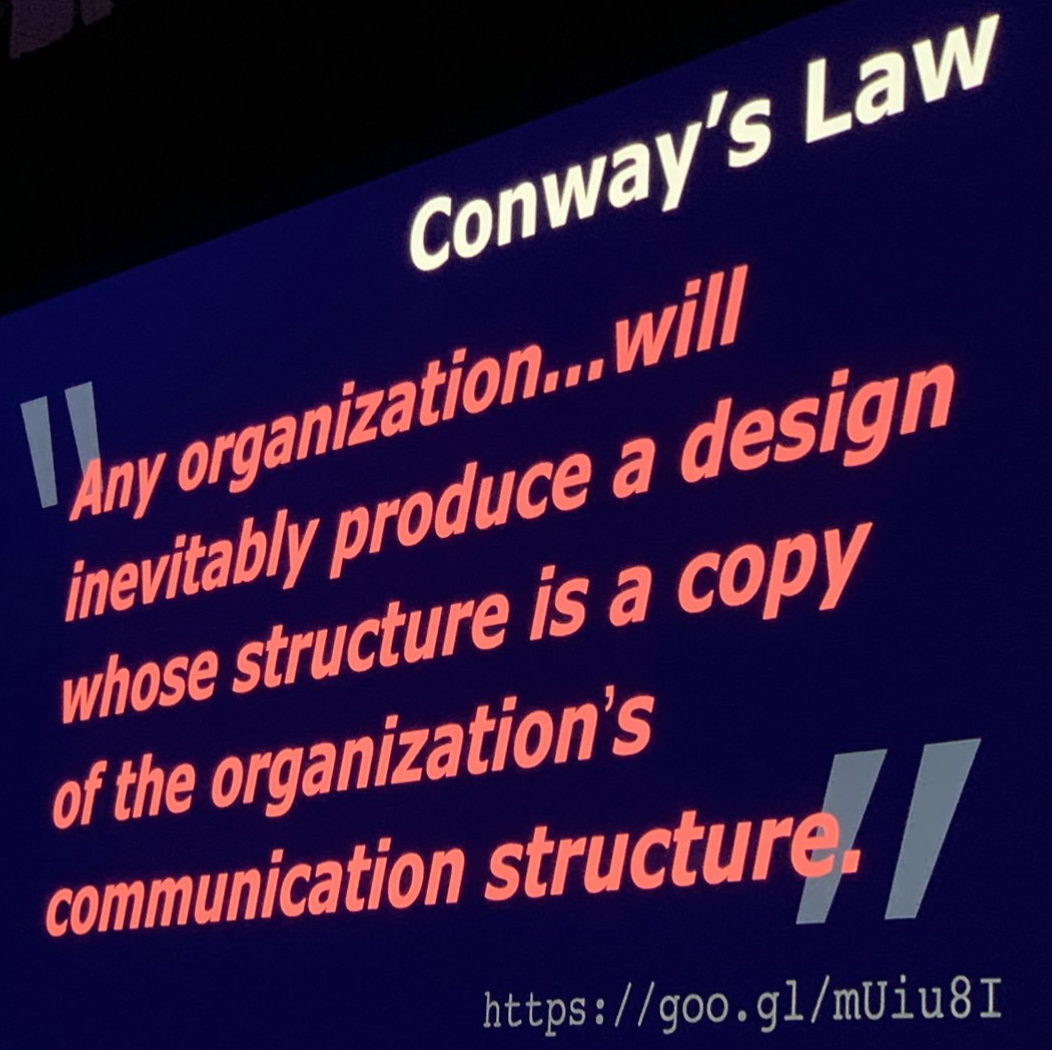 Conway’s Law
"
Any organization...will
inevitably produce a design
whose structure is a copy
of the organization’s
communication structure.
"
https://goo.gl/mUiu8I